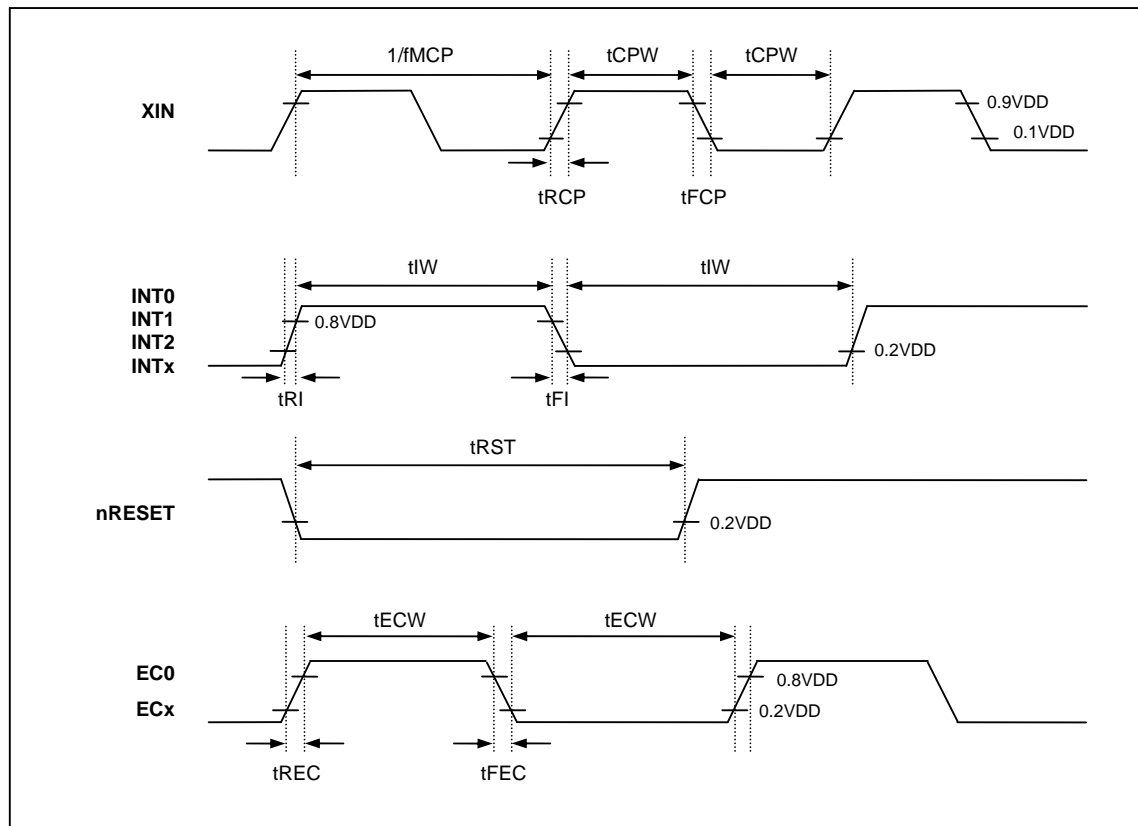 1/fMCP tCPW tCPW
XIN
0.9VDD
0.1VDD
tRCP tFCP
tIW tIW
INT0
INT1
INT2
INTx
0.8VDD
0.2VDD
tRI tFI
tRST
nRESET
0.2VDD
tECW tECW
EC0
ECx
0.8VDD
0.2VDD
tREC tFEC